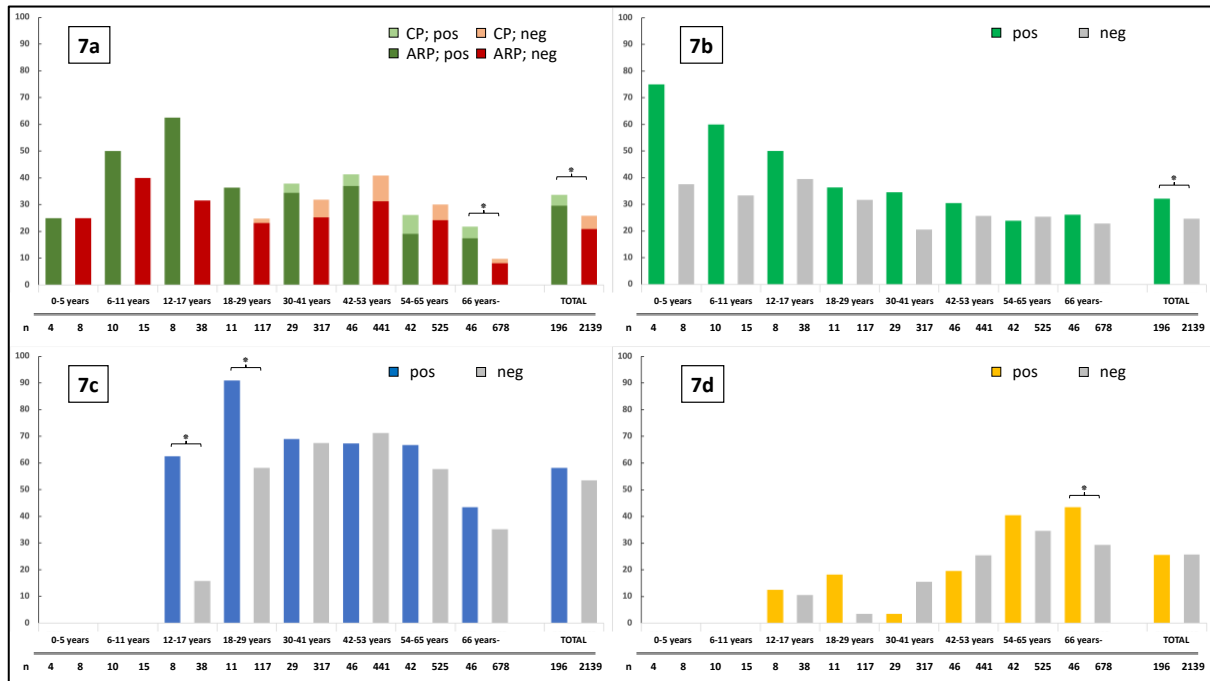 7a
CP; pos CP; neg
ARP; pos ARP; neg
100
90
80
70
60
50
40
30
20
10
0
*
*
0-5 years 6-11 years 12-17 years 18-29 years 30-41 years 42-53 years 54-65 years 66 years- TOTAL
n 4 8 10 15 8 38 11 117 29 317 46 441 42 525 46 678 196 2139
7b
pos neg
100
90
80
70
60
50
40
30
20
10
0
*
0-5 years 6-11 years 12-17 years 18-29 years 30-41 years 42-53 years 54-65 years 66 years- TOTAL
n 4 8 10 15 8 38 11 117 29 317 46 441 42 525 46 678 196 2139
7c
pos neg
100
90
80
70
60
50
40
30
20
10
0
*
*
0-5 years 6-11 years 12-17 years 18-29 years 30-41 years 42-53 years 54-65 years 66 years- TOTAL
n 4 8 10 15 8 38 11 117 29 317 46 441 42 525 46 678 196 2139
7d
pos neg
100
90
80
70
60
50
40
30
20
10
0
*
0-5 years 6-11 years 12-17 years 18-29 years 30-41 years 42-53 years 54-65 years 66 years- TOTAL
n 4 8 10 15 8 38 11 117 29 317 46 441 42 525 46 678 196 2139